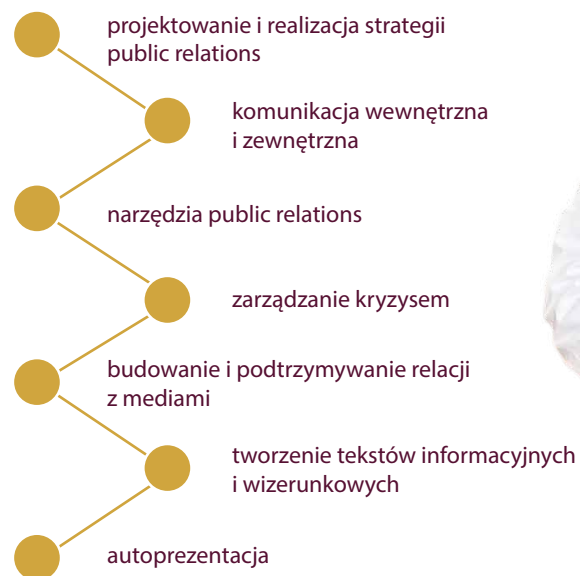 projektowanie i realizacja strategii
public relations
komunikacja wewnętrzna
i zewnętrzna
narzędzia public relations
zarządzanie kryzysem
budowanie i podtrzymywanie relacji
z mediami
tworzenie tekstów informacyjnych
i wizerunkowych
autoprezentacja